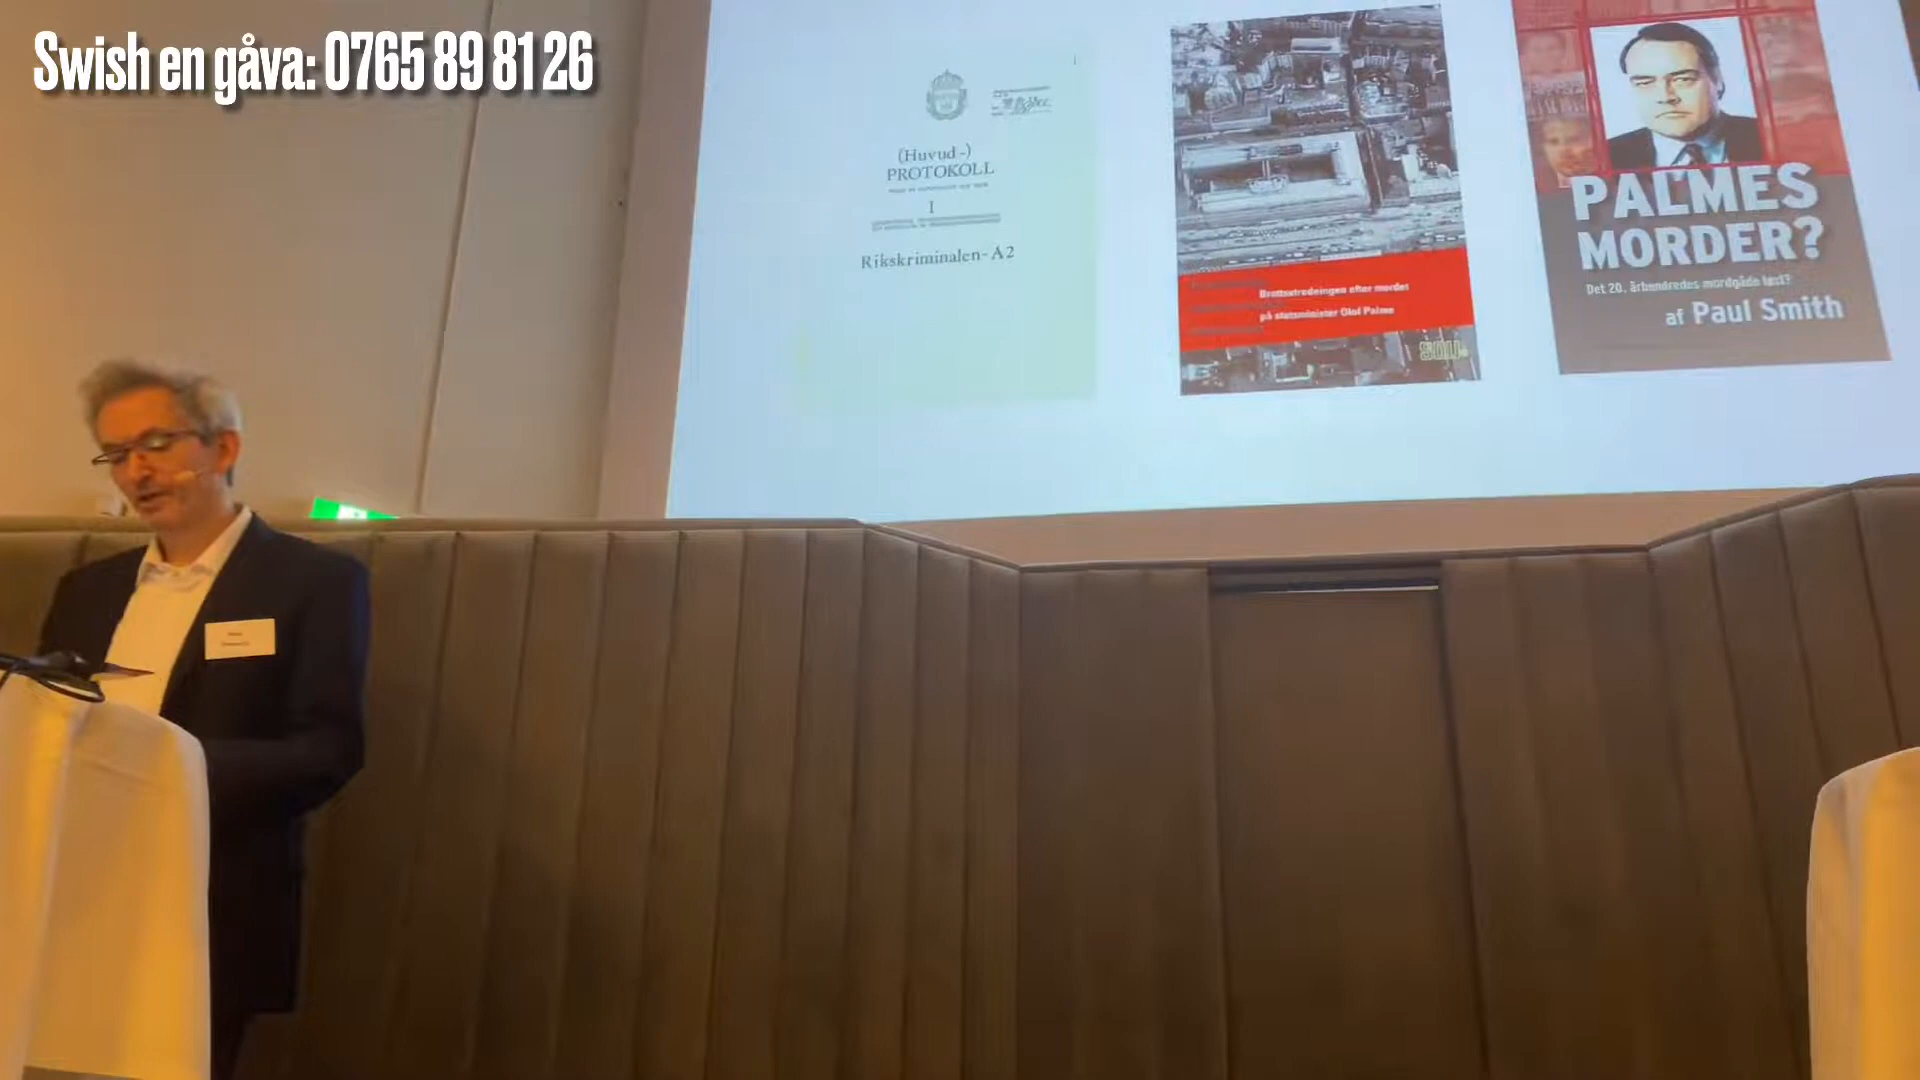 Swish en gåva: 0765 89 81 26
(Huvud-)
PROTOKOLL
I
Rikskriminalen - A2
Brottsutredningen efter mordet
på statsminister Olof Palme
SOU
PALMES
MORDER?
Det 20. århundredes mordgåde løst?
af Paul Smith